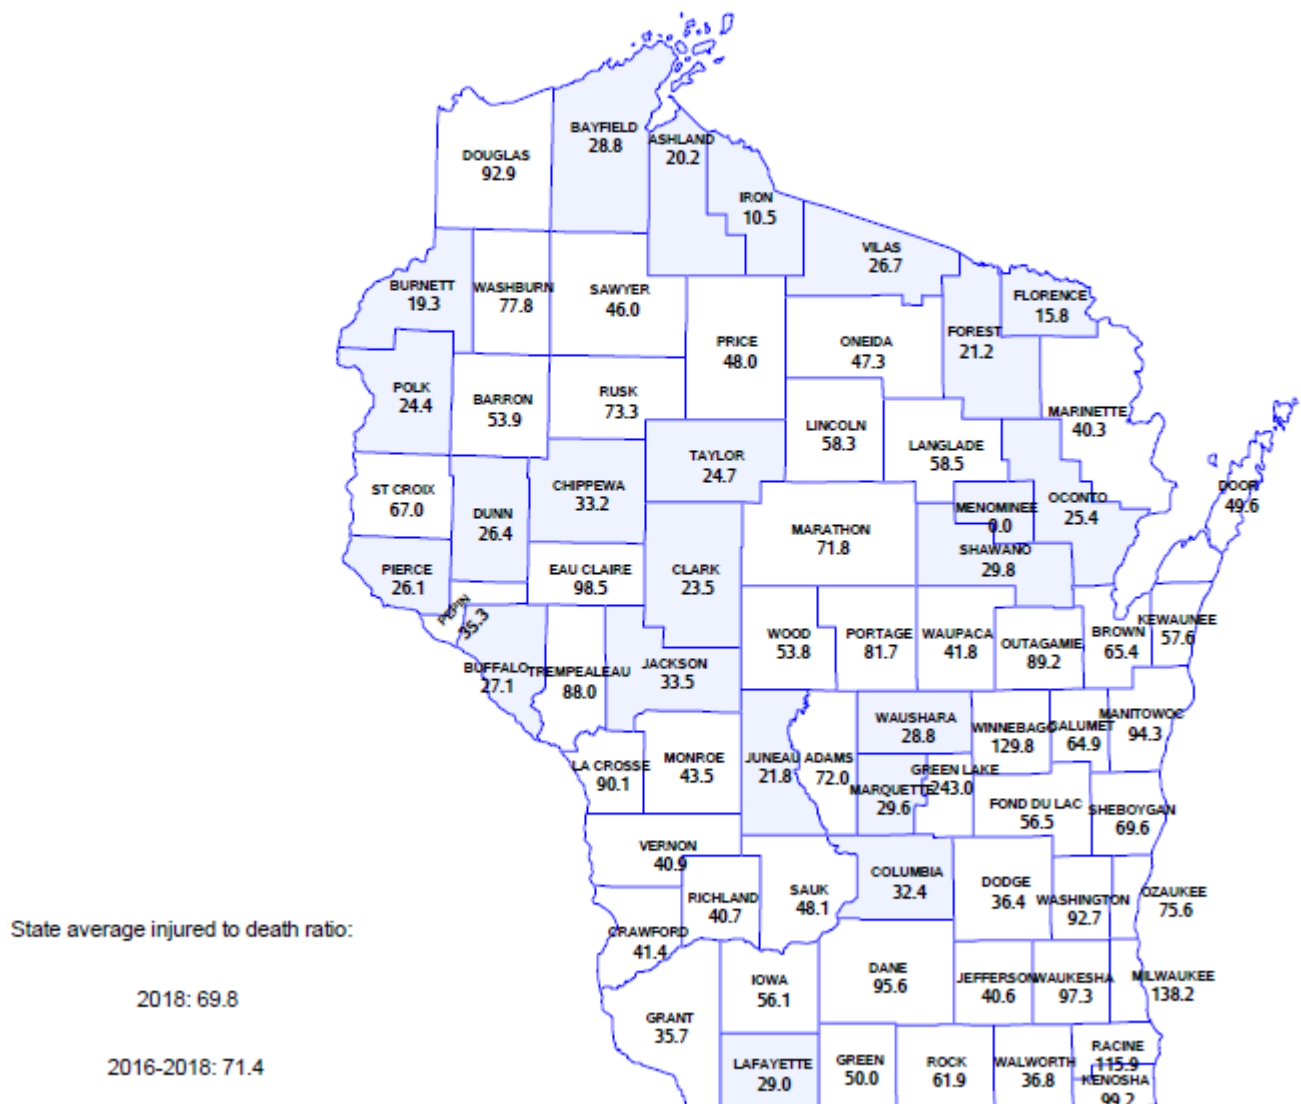 BAYFIELD
28.8
ASHLAND
20.2
DOUGLAS
92.9
IRON
10.5
VILAS
26.7
BURNETT
19.3
WASHBURN
77.8
SAWYER
46.0
FLORENCE
15.8
PRICE
48.0
ONEIDA
47.3
FOREST
21.2
POLK
24.4
BARRON
53.9
RUSK
73.3
MARINETTE
40.3
LINCOLN
58.3
LANGLADE
58.5
TAYLOR
24.7
ST CROIX
67.0
DUNN
26.4
CHIPPEWA
33.2
MENOMINEE
0.0
OCONTO
25.4
DOOR
49.6
MARATHON
71.8
SHAWANO
29.8
PIERCE
26.1
EAU CLAIRE
98.5
CLARK
23.5
PEPIN
35.3
WOOD
53.8
PORTAGE
81.7
WAUPACA
41.8
OUTAGAMIE
89.2
BROWN
65.4
KEWAUNEE
57.6
BUFFALO
27.1
TREMPEALEAU
88.0
JACKSON
33.5
WAUSHARA
28.8
WINNEBAGO
129.8
CALUMET
64.9
MANITOWOC
94.3
LA CROSSE
90.1
MONROE
43.5
JUNEAU
21.8
ADAMS
72.0
MARQUETTE
29.6
GREEN LAKE
243.0
FOND DU LAC
56.5
SHEBOYGAN
69.6
VERNON
40.9
RICHLAND
40.7
SAUK
48.1
COLUMBIA
32.4
DODGE
36.4
WASHINGTON
92.7
OZAUKEE
75.6
CRAWFORD
41.4
State average injured to death ratio:
2018: 69.8
2016-2018: 71.4
GRANT
35.7
IOWA
56.1
DANE
95.6
JEFFERSON
40.6
WAUKESHA
97.3
MILWAUKEE
138.2
LAFAYETTE
29.0
GREEN
50.0
ROCK
61.9
WALWORTH
36.8
RACINE
115.9
KENOSHA
99.2